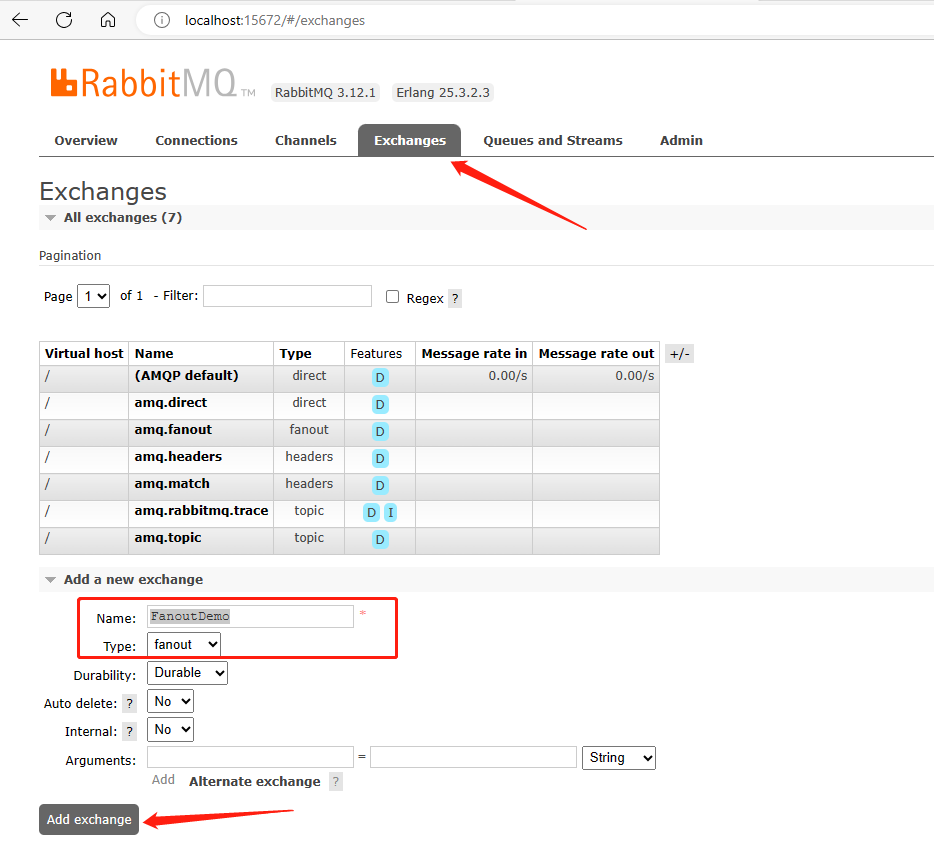 localhost:15672/#/exchanges
RabbitMQ TM RabbitMQ 3.12.1 Erlang 25.3.2.3
Overview Connections Channels Exchanges Queues and Streams Admin
Exchanges
All exchanges (7)
Pagination
Page 1 of 1 - Filter: Regex ?
Virtual host Name Type Features Message rate in Message rate out +/-
/ (AMQP default) direct D 0.00/s 0.00/s
/ amq.direct direct D
/ amq.fanout fanout D
/ amq.headers headers D
/ amq.match headers D
/ amq.rabbitmq.trace topic D I
/ amq.topic topic D
Add a new exchange
Name: FanoutDemo *
Type: fanout
Durability: Durable
Auto delete: ? No
Internal: ? No
Arguments: = String
Add Alternate exchange ?
Add exchange